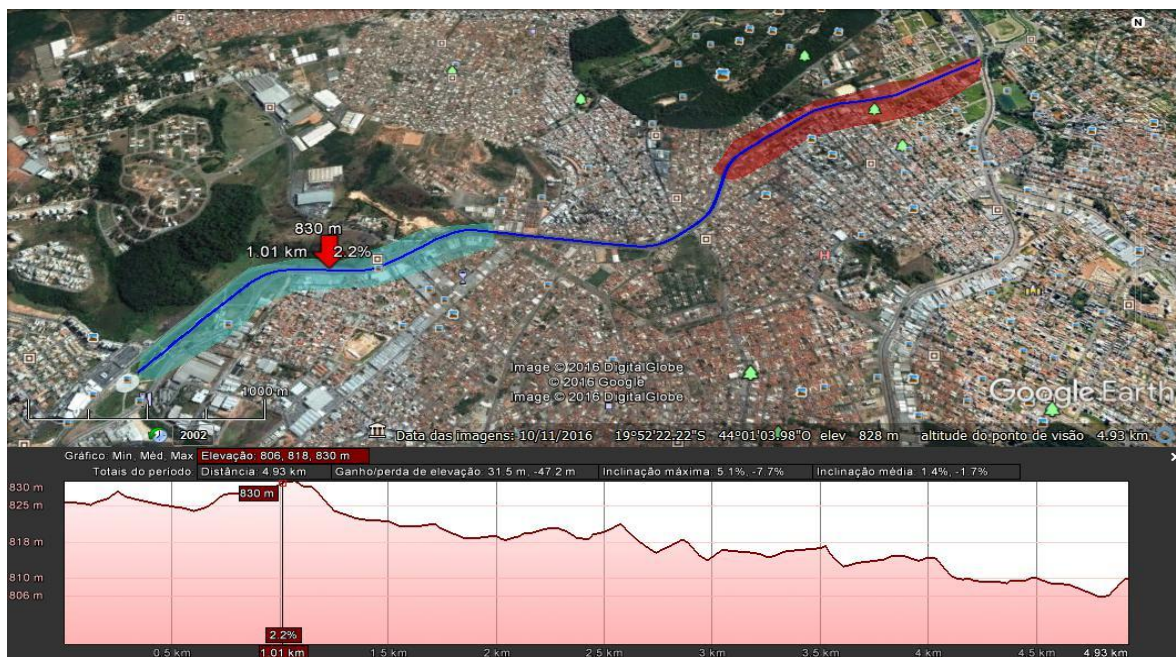 N
830 m
1.01 km 2.2%
Image © 2016 DigitalGlobe
© 2016 Google
Image © 2016 DigitalGlobe
Google Earth
1000 m
2002
Data das imagens: 10/11/2016 19°52'22.22"S 44°01'03.98"O elev 828 m altitude do ponto de visão 4.93 km
Gráfico: Min, Méd, Max Elevação: 806, 818, 830 m
Totais do período: Distância: 4.93 km Ganho/perda de elevação: 31.5 m, -47.2 m Inclinação máxima: 5.1%, -7.7% Inclinação média: 1.4%, -1.7%
830 m
830 m
825 m
818 m
810 m
806 m
2.2%
0.5 km 1.01 km 1.5 km 2 km 2.5 km 3 km 3.5 km 4 km 4.5 km 4.93 km